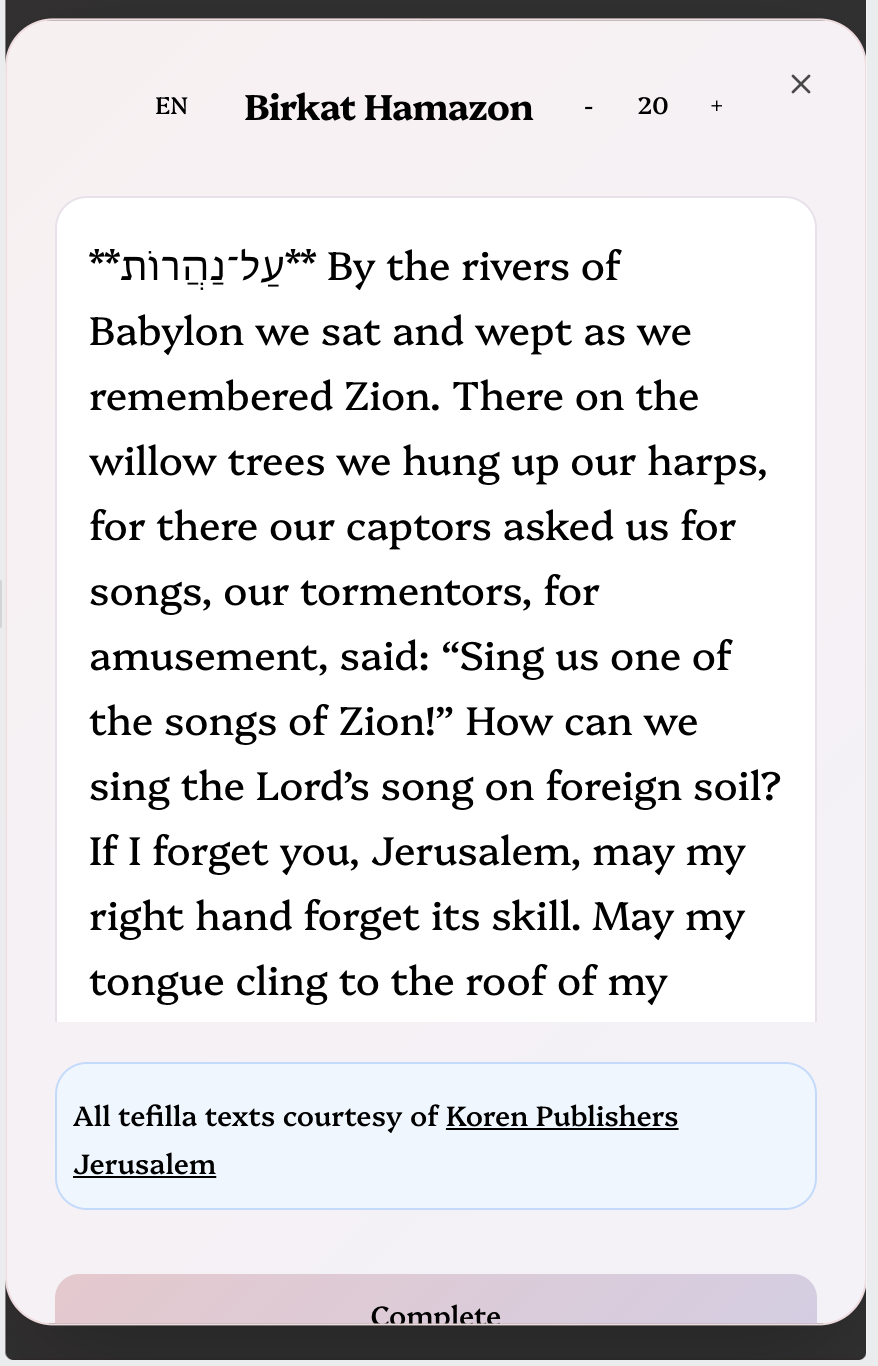 EN Birkat Hamazon - 20 +
**עַל־נַהֲרוֹת** By the rivers of
Babylon we sat and wept as we
remembered Zion. There on the
willow trees we hung up our harps,
for there our captors asked us for
songs, our tormentors, for
amusement, said: “Sing us one of
the songs of Zion!” How can we
sing the Lord’s song on foreign soil?
If I forget you, Jerusalem, may my
right hand forget its skill. May my
tongue cling to the roof of my
All tefilla texts courtesy of Koren Publishers
Jerusalem
Complete